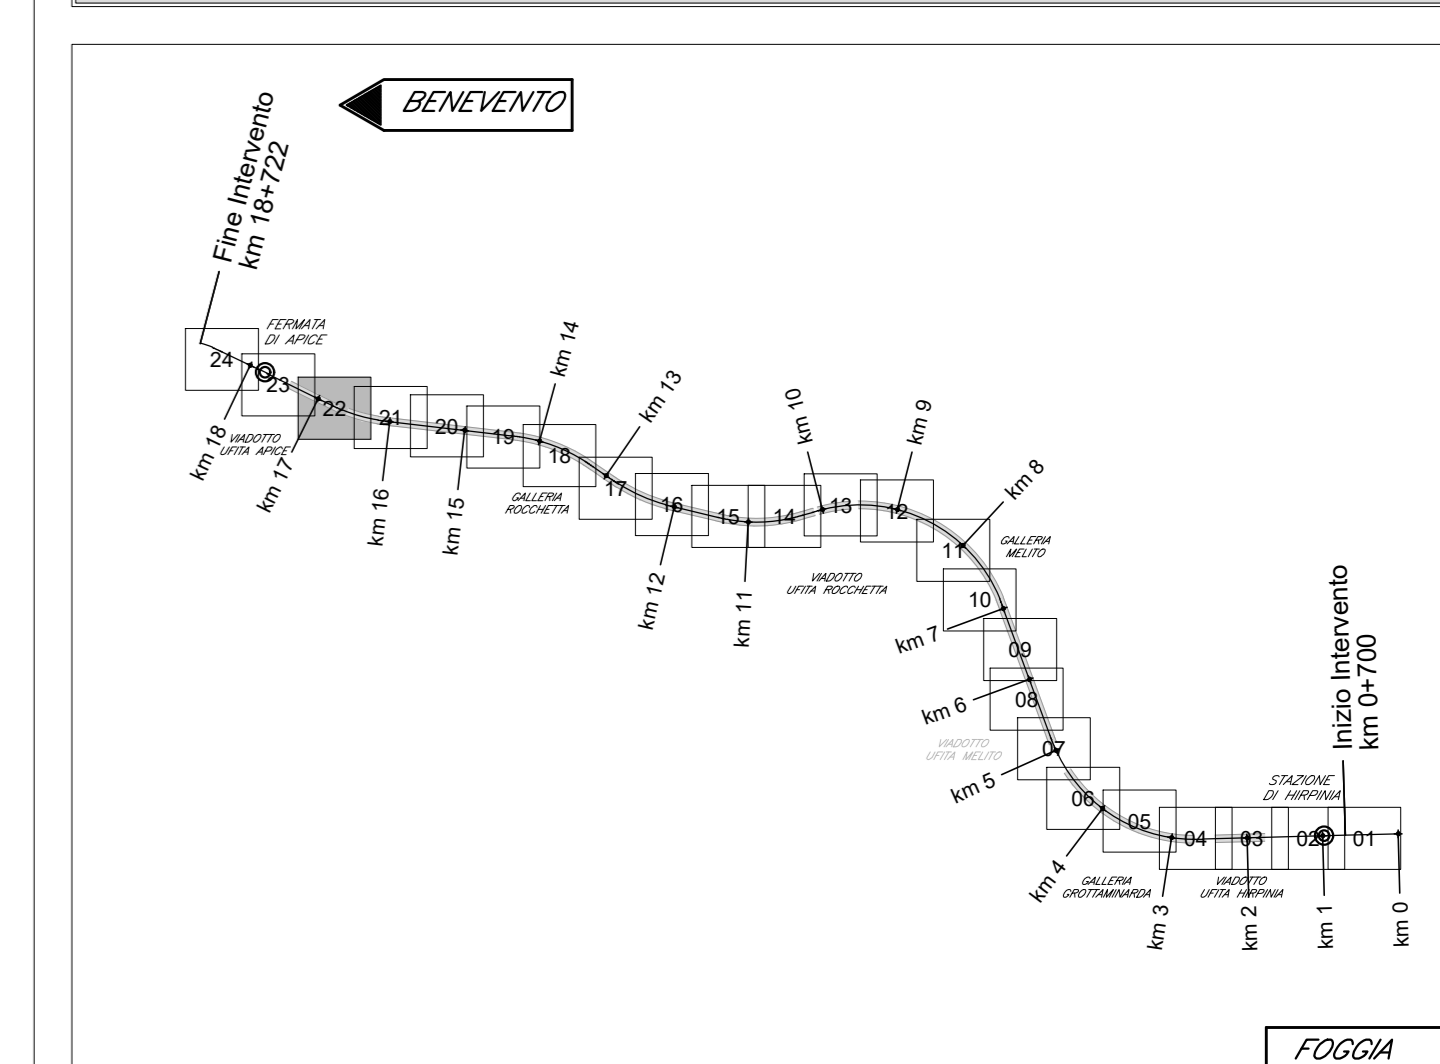 BENEVENTO
Fine Intervento
km 18+722
FERMATA
DI APICE
24
23
22
21
20
19
18
17
16
15
14
13
12
11
10
09
08
07
06
05
04
03
02
01
km 18
VIADOTTO
UFITA APICE
km 17
km 16
km 15
km 14
GALLERIA
ROCCHETTA
km 13
km 12
km 11
VIADOTTO
UFITA ROCCHETTA
km 10
km 9
km 8
GALLERIA
MELITO
km 7
km 6
VIADOTTO
UFITA MELITO
km 5
km 4
GALLERIA
GROTTAMINARDA
km 3
VIADOTTO
UFITA HIRPINIA
km 2
km 1
km 0
STAZIONE
DI HIRPINIA
Inizio Intervento
km 0+700
FOGGIA